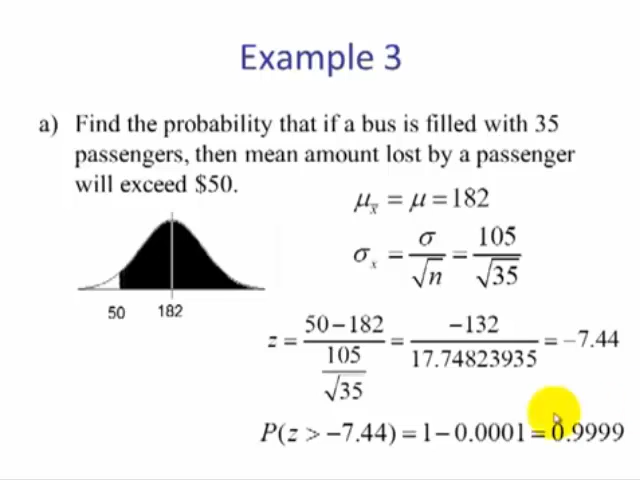 Example 3
a) Find the probability that if a bus is filled with 35
passengers, then mean amount lost by a passenger
will exceed $50.
μ_x̄ = μ = 182
σ_x = σ/√n = 105/√35
50 182
z = (50−182)/(105/√35) = −132/17.74823935 = −7.44
P(z > −7.44) = 1 − 0.0001 = 0.9999